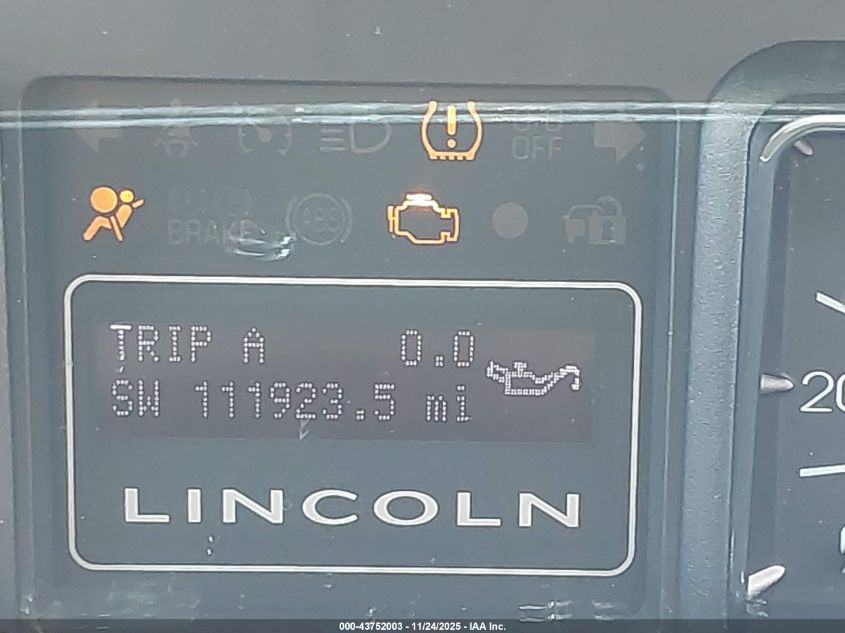 OFF
BRAKE
ABS
TRIP A 0.0
SW 111923.5 mi
LINCOLN
20
000-43752003 - 11/24/2025 - IAA Inc.